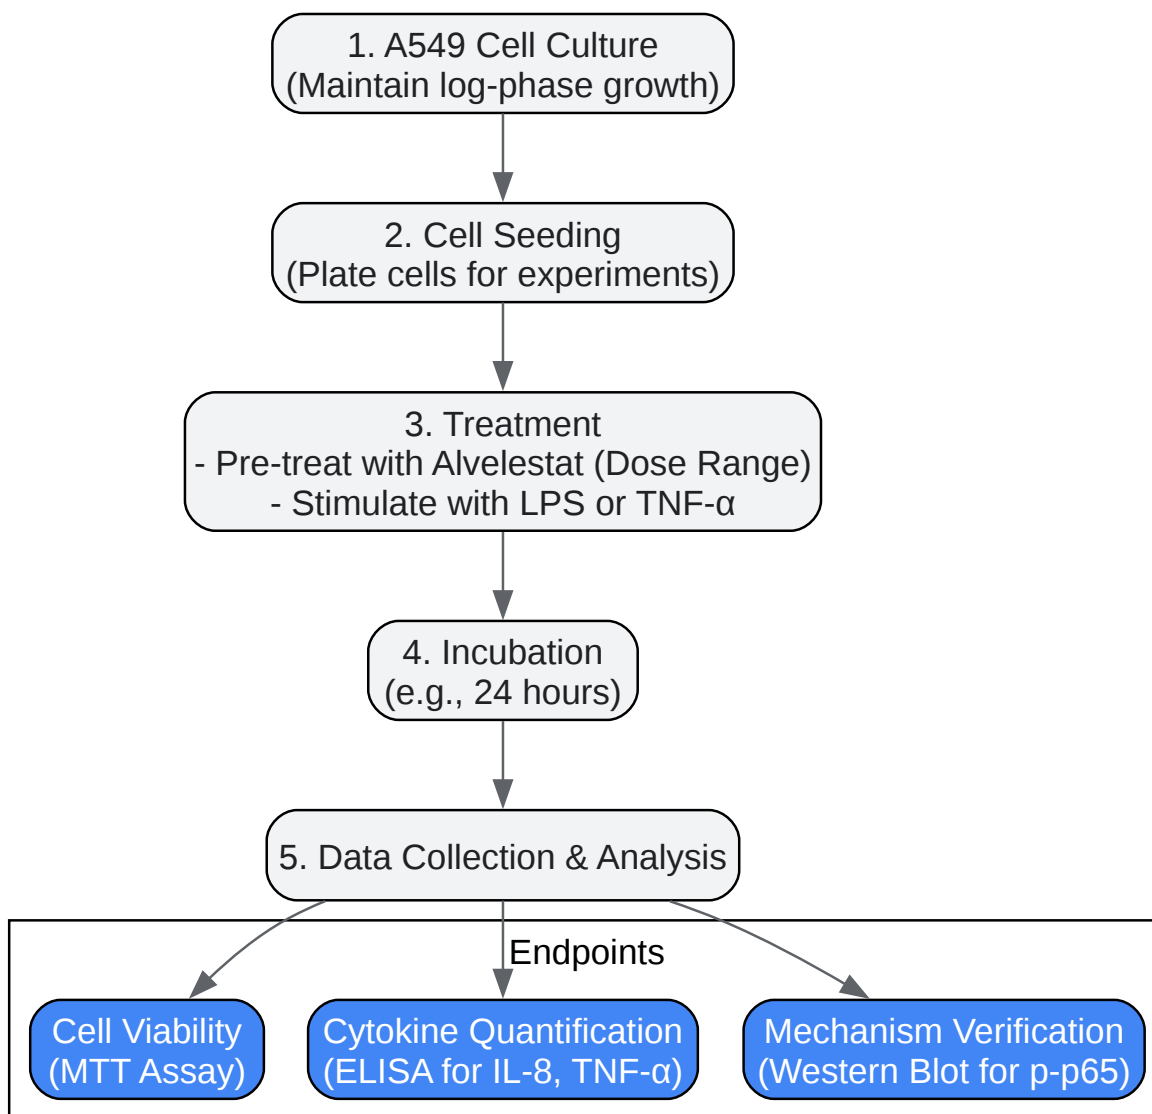 1. A549 Cell Culture
(Maintain log-phase growth)
2. Cell Seeding
(Plate cells for experiments)
3. Treatment
- Pre-treat with Alvelestat (Dose Range)
- Stimulate with LPS or TNF-α
4. Incubation
(e.g., 24 hours)
5. Data Collection & Analysis
Endpoints
Cell Viability
(MTT Assay)
Cytokine Quantification
(ELISA for IL-8, TNF-α)
Mechanism Verification
(Western Blot for p-p65)